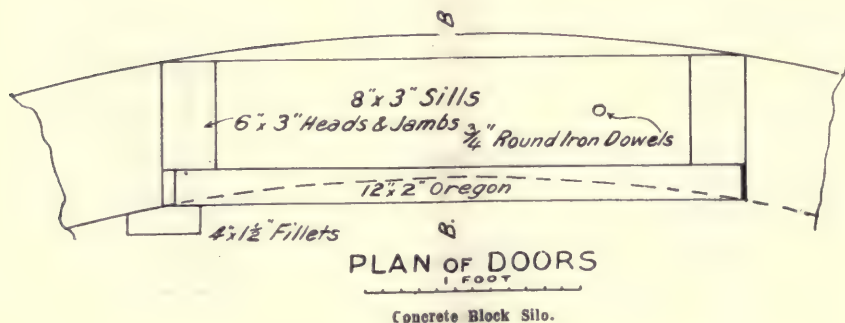 B
8"x 3" Sills
6"x 3" Heads & Jambs
3/4" Round Iron Dowels
12"x 2" Oregon
4"x 1½" Fillets
B.
PLAN OF DOORS
1 FOOT
Concrete Block Silo.